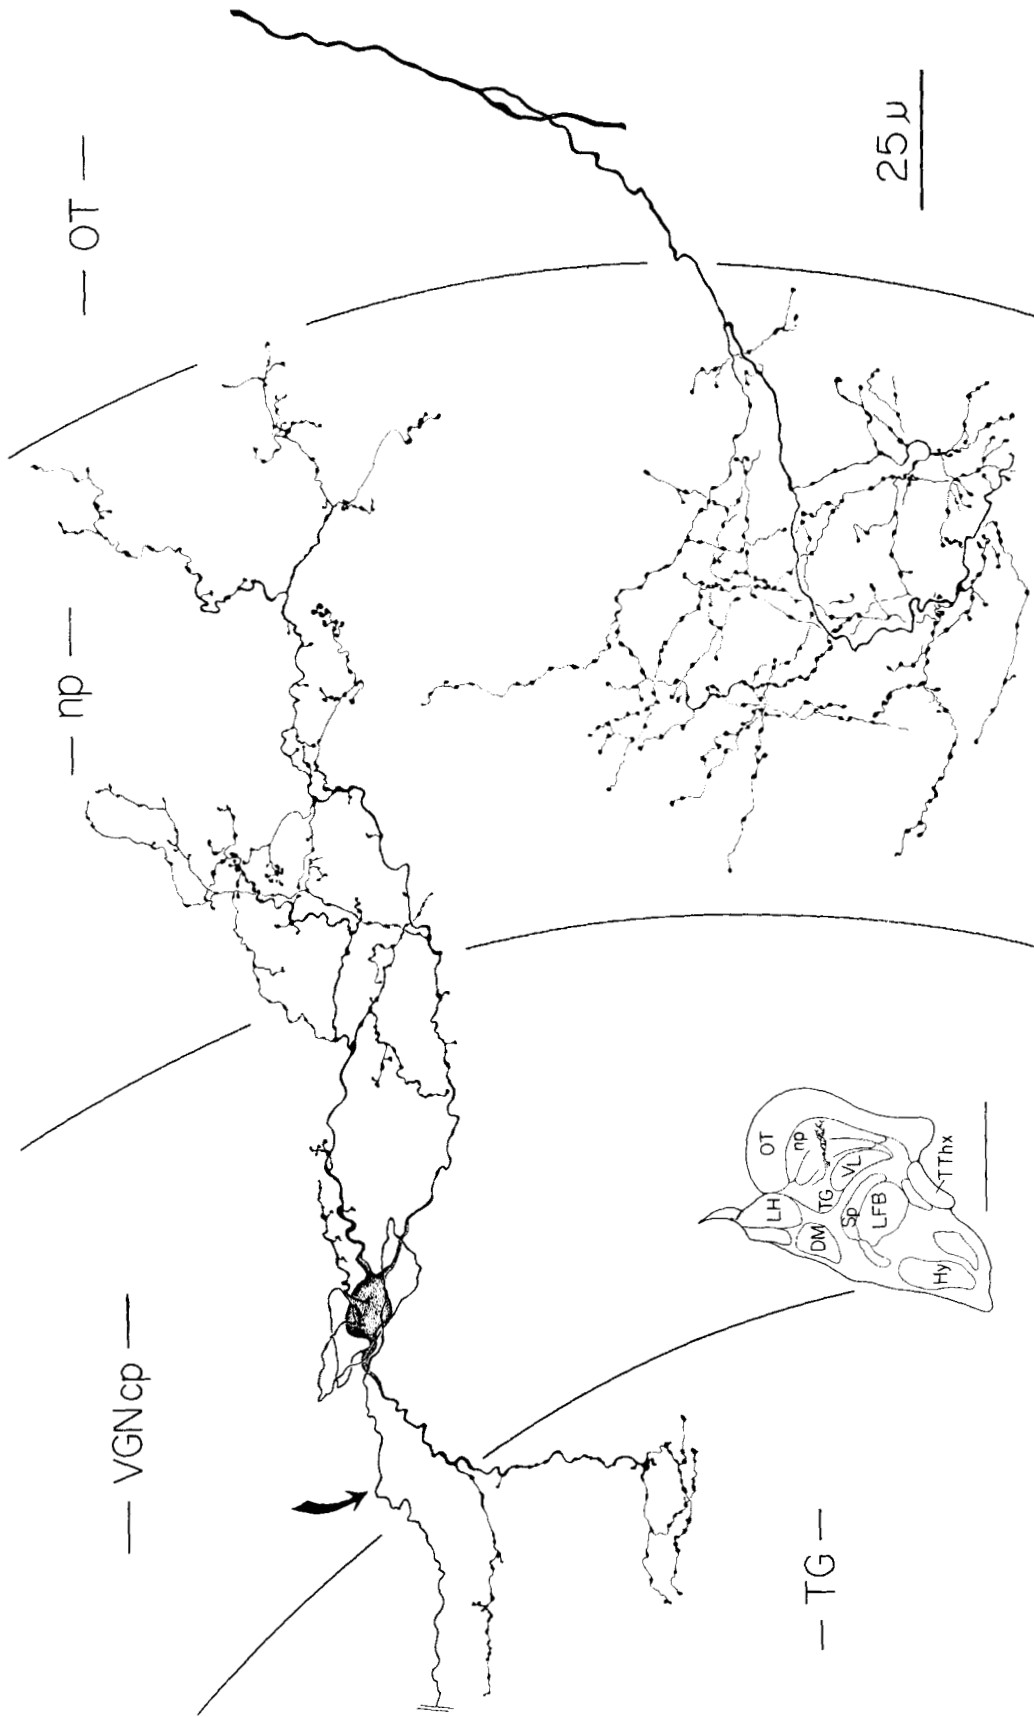 — OT —
25 μ
— np —
— VGNcp —
— TG —
OT
np
LH
TG
VL
DM
Sp
LFB
TThx
Hy